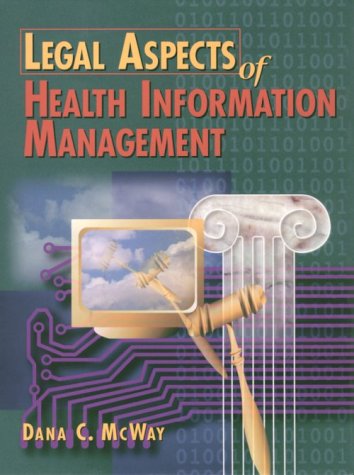 LEGAL ASPECTS of
HEALTH INFORMATION
MANAGEMENT
DANA C. MCWAY